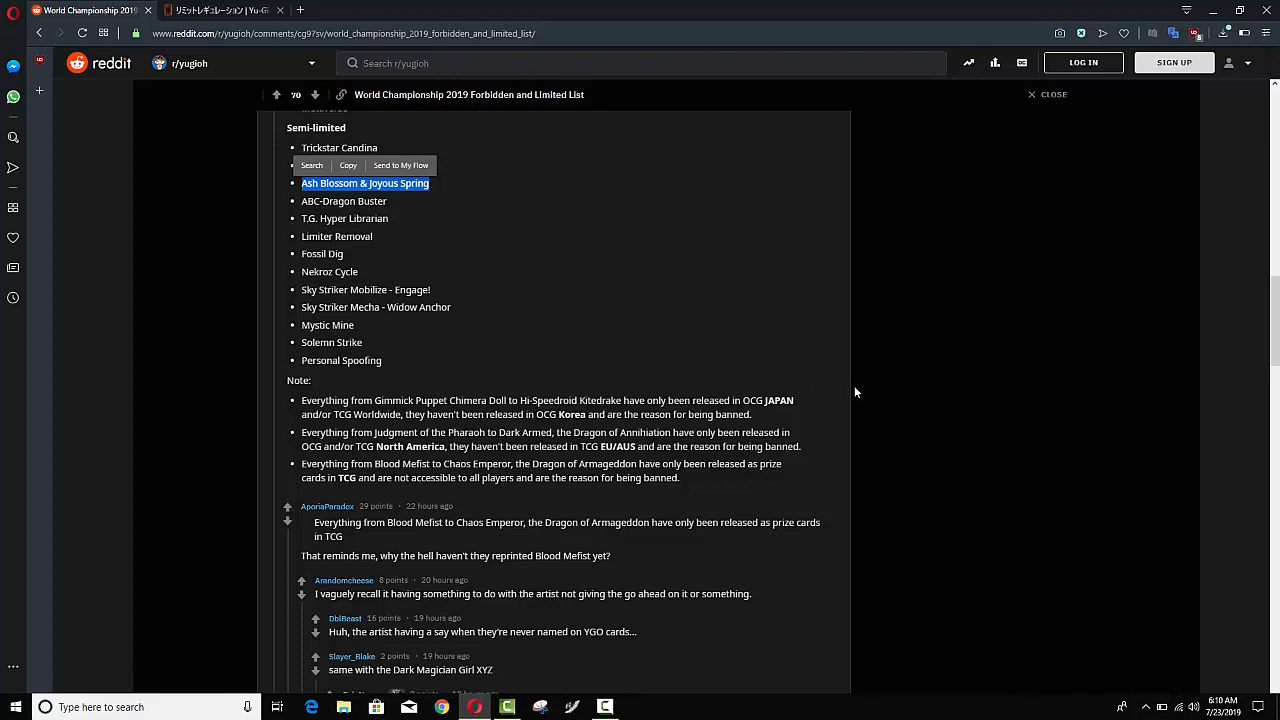 World Championship 2019
リミットレギュレーション | Yu-Gi
www.reddit.com/r/yugioh/comments/cg97sv/world_championship_2019_forbidden_and_limited_list/
reddit
r/yugioh
Search r/yugioh
LOG IN
SIGN UP
70
World Championship 2019 Forbidden and Limited List
CLOSE
Semi-limited
• Trickstar Candina
Search
Copy
Send to My Flow
• Ash Blossom & Joyous Spring
• ABC-Dragon Buster
• T.G. Hyper Librarian
• Limiter Removal
• Fossil Dig
• Nekroz Cycle
• Sky Striker Mobilize - Engage!
• Sky Striker Mecha - Widow Anchor
• Mystic Mine
• Solemn Strike
• Personal Spoofing
Note:
• Everything from Gimmick Puppet Chimera Doll to Hi-Speedroid Kitedrake have only been released in OCG JAPAN
and/or TCG Worldwide, they haven't been released in OCG Korea and are the reason for being banned.
• Everything from Judgment of the Pharaoh to Dark Armed, the Dragon of Annihiation have only been released in
OCG and/or TCG North America, they haven't been released in TCG EU/AUS and are the reason for being banned.
• Everything from Blood Mefist to Chaos Emperor, the Dragon of Armageddon have only been released as prize
cards in TCG and are not accessible to all players and are the reason for being banned.
AporiaParadox 29 points · 22 hours ago
Everything from Blood Mefist to Chaos Emperor, the Dragon of Armageddon have only been released as prize cards
in TCG
That reminds me, why the hell haven't they reprinted Blood Mefist yet?
Arandomcheese 8 points · 20 hours ago
I vaguely recall it having something to do with the artist not giving the go ahead on it or something.
DblBeast 16 points · 19 hours ago
Huh, the artist having a say when they're never named on YGO cards...
Slayer_Blake 2 points · 19 hours ago
same with the Dark Magician Girl XYZ
Type here to search
6:10 AM
7/23/2019